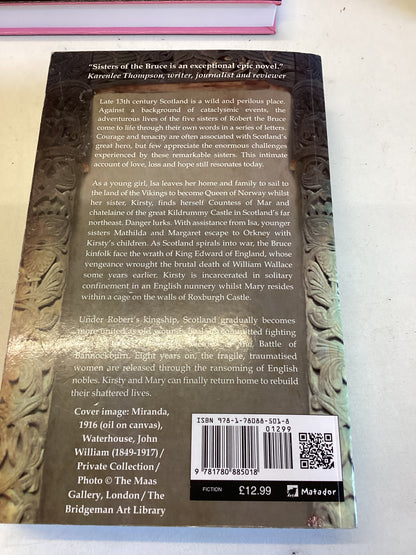 “Sisters of the Bruce is an exceptional epic novel.”
Karenlee Thompson, writer, journalist and reviewer
Late 13th century Scotland is a wild and perilous place.
Against a background of cataclysmic events, the
adventurous lives of the five sisters of Robert the Bruce
come to life through their own words in a series of letters.
Courage and tenacity are often associated with Scotland's
great hero, but few appreciate the enormous challenges
experienced by these remarkable sisters. This intimate
account of love, loss and hope still resonates today.
As a young girl, Isa leaves her home and family to sail to
the land of the Vikings to become Queen of Norway whilst
her sister, Kirsty, finds herself Countess of Mar and
chatelaine of the great Kildrummy Castle in Scotland's far
northeast. Danger lurks. With assistance from Isa, younger
sisters Mathilda and Margaret escape to Orkney with
Kirsty's children. As Scotland spirals into war, the Bruce
kinfolk face the wrath of King Edward of England, whose
vengeance wrought the brutal death of William Wallace
some years earlier. Kirsty is incarcerated in solitary
confinement in an English nunnery whilst Mary resides
within a cage on the walls of Roxburgh Castle.
Under Robert's kingship, Scotland gradually becomes
more united as old wounds heal. Committed fighting
Battle of
Bannockburn. Eight years on, the fragile, traumatised
women are released through the ransoming of English
nobles. Kirsty and Mary can finally return home to rebuild
their shattered lives.
Cover image: Miranda,
1916 (oil on canvas),
Waterhouse, John
William (1849-1917) /
Private Collection /
Photo © The Maas
Gallery, London / The
Bridgeman Art Library
ISBN 978-1-78088-501-8
01299
9 781780 885018
FICTION £12.99 Matador